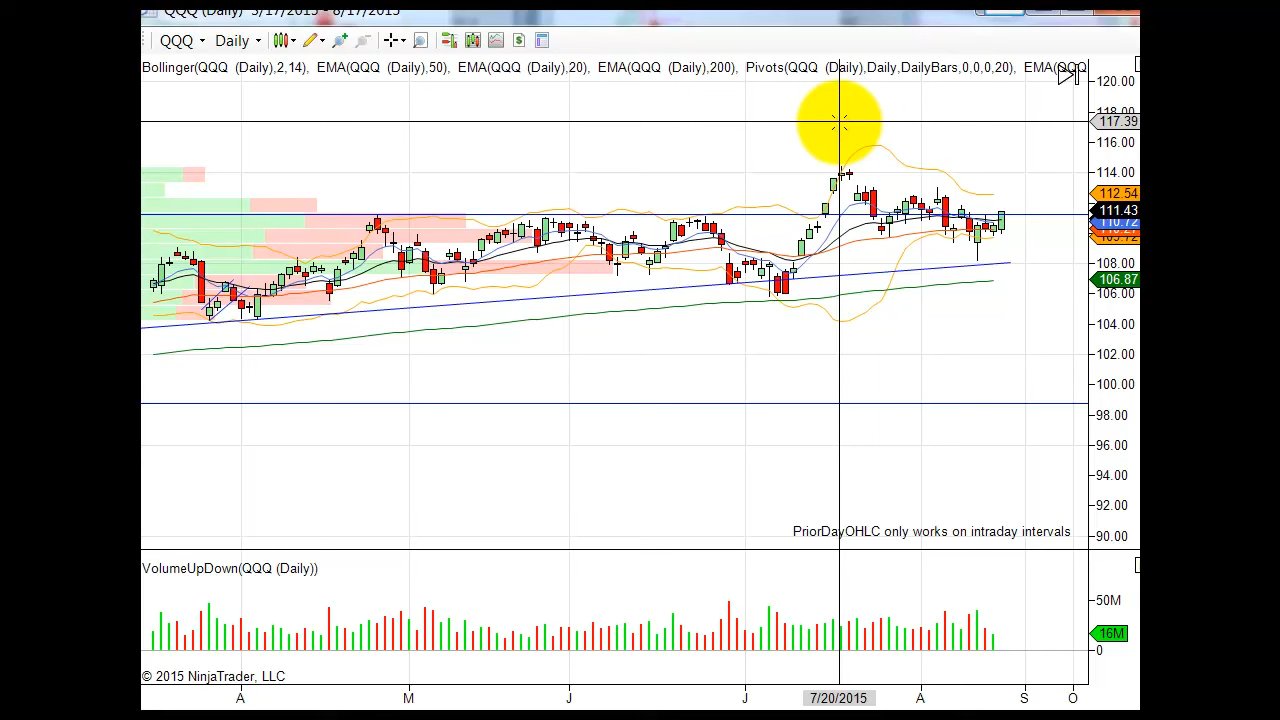 QQQ (Daily) 3/17/2015 - 8/17/2015
QQQ Daily
Bollinger(QQQ (Daily),2,14), EMA(QQQ (Daily),50), EMA(QQQ (Daily),20), EMA(QQQ (Daily),200), Pivots(QQQ (Daily),Daily,DailyBars,0,0,0,20), EMA(QQQ
120.00
118.00
117.39
116.00
114.00
112.54
111.43
110.72
108.00
106.87
106.00
104.00
102.00
100.00
98.00
96.00
94.00
92.00
PriorDayOHLC only works on intraday intervals
90.00
VolumeUpDown(QQQ (Daily))
50M
16M
0
© 2015 NinjaTrader, LLC
A M J J 7/20/2015 A S O